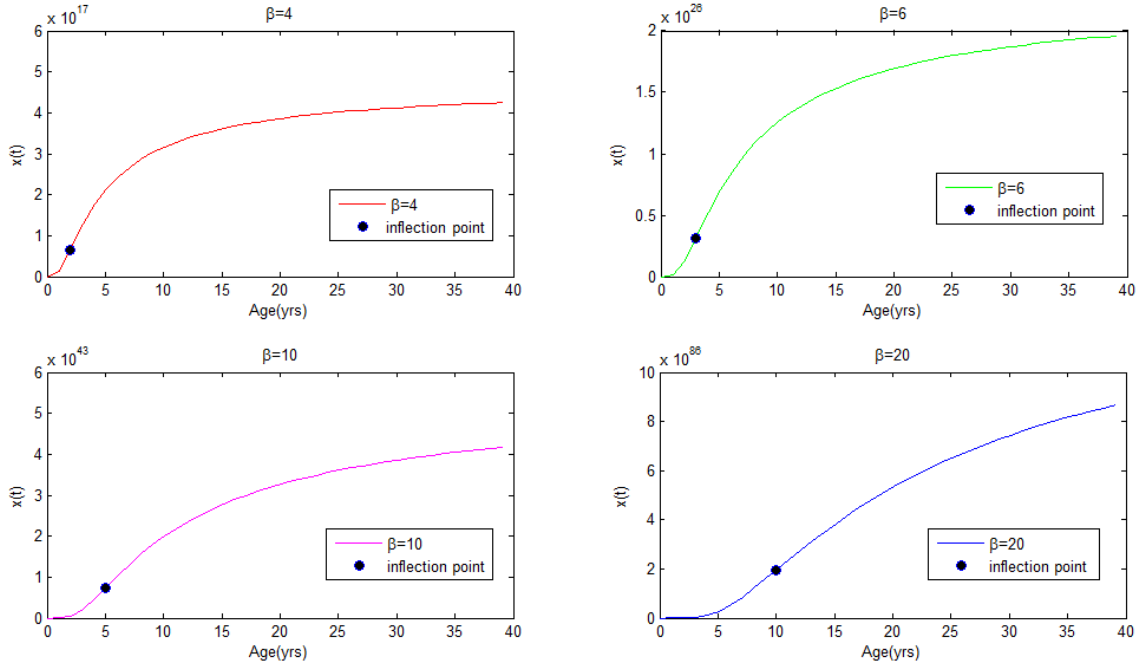 x 10^17
β=4
6
5
4
3
2
1
0
x(t)
0 5 10 15 20 25 30 35 40
Age(yrs)
β=4
inflection point
x 10^26
β=6
2
1.5
1
0.5
0
x(t)
0 5 10 15 20 25 30 35 40
Age(yrs)
β=6
inflection point
x 10^43
β=10
6
5
4
3
2
1
0
x(t)
0 5 10 15 20 25 30 35 40
Age(yrs)
β=10
inflection point
x 10^86
β=20
10
8
6
4
2
0
x(t)
0 5 10 15 20 25 30 35 40
Age(yrs)
β=20
inflection point